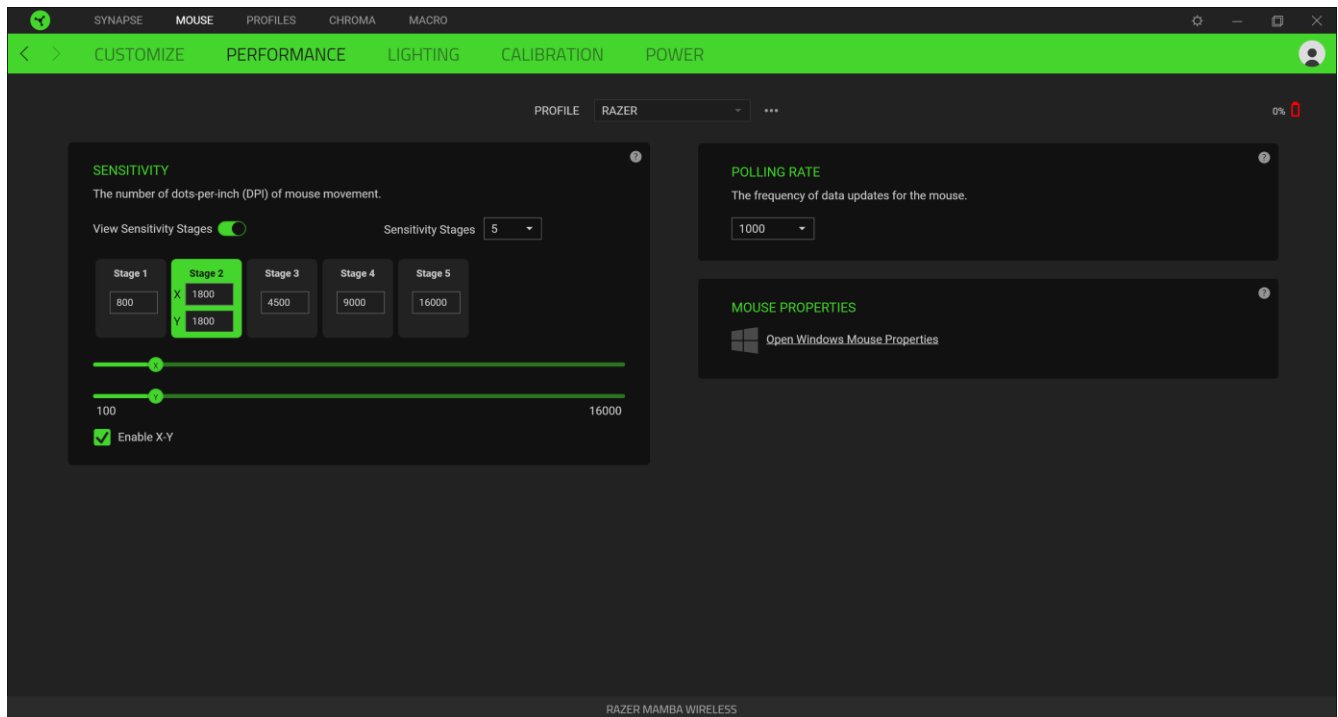 SYNAPSE MOUSE PROFILES CHROMA MACRO
CUSTOMIZE PERFORMANCE LIGHTING CALIBRATION POWER
PROFILE RAZER
0%
SENSITIVITY
The number of dots-per-inch (DPI) of mouse movement.
View Sensitivity Stages
Sensitivity Stages 5
Stage 1 Stage 2 Stage 3 Stage 4 Stage 5
800 X 1800 4500 9000 16000
Y 1800
X
Y
100 16000
Enable X-Y
?
POLLING RATE
The frequency of data updates for the mouse.
1000
?
MOUSE PROPERTIES
Open Windows Mouse Properties
?
RAZER MAMBA WIRELESS